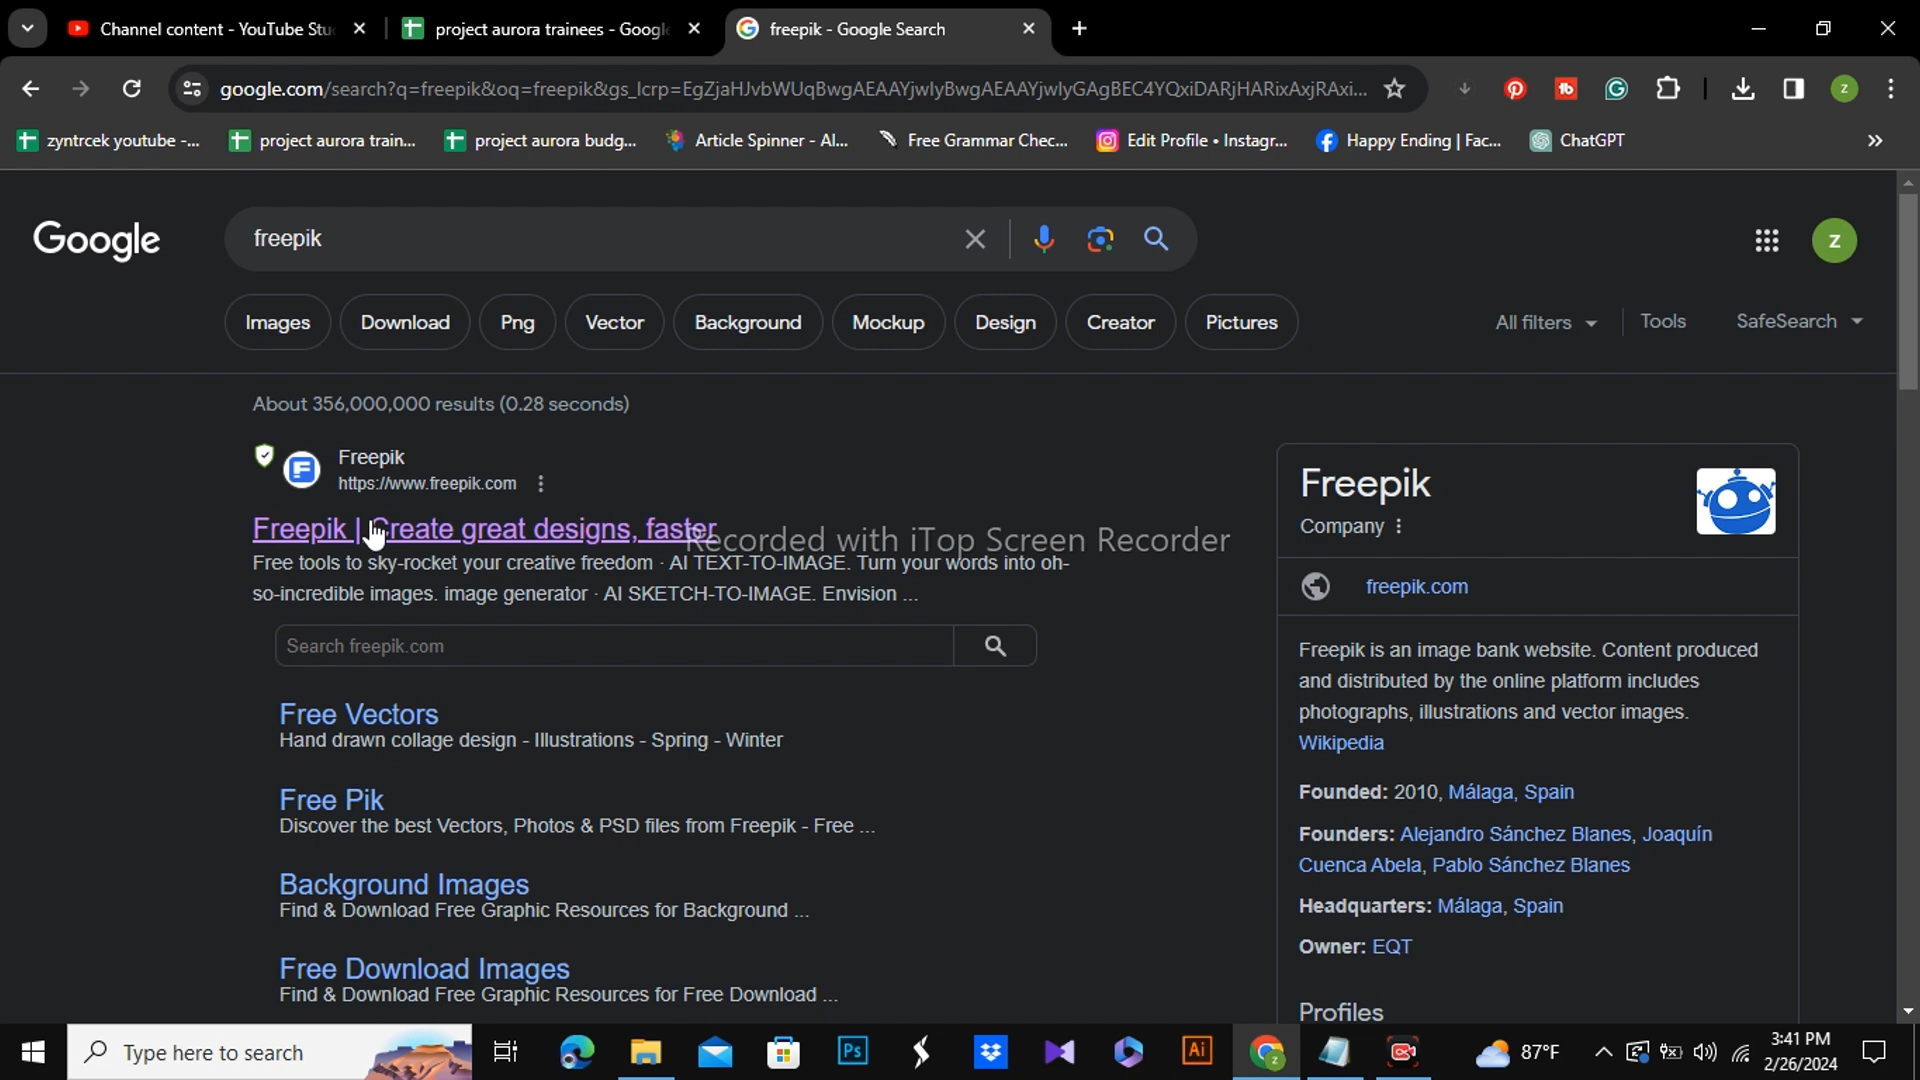 Channel content - YouTube Stu
project aurora trainees - Google
freepik - Google Search
google.com/search?q=freepik&oq=freepik&gs_lcrp=EgZjaHJvbWUqBwgAEAAYjwIyBwgAEAAYjwIyGAgBEC4YQxiDARjHARixAxjRAxi...
zyntrcek youtube -...
project aurora train...
project aurora budg...
Article Spinner - AI...
Free Grammar Chec...
Edit Profile • Instagr...
Happy Ending | Fac...
ChatGPT
Google
freepik
z
Images
Download
Png
Vector
Background
Mockup
Design
Creator
Pictures
All filters
Tools
SafeSearch
About 356,000,000 results (0.28 seconds)
Freepik
https://www.freepik.com
Freepik | Create great designs, faster
Free tools to sky-rocket your creative freedom · AI TEXT-TO-IMAGE. Turn your words into oh-
so-incredible images. image generator · AI SKETCH-TO-IMAGE. Envision ...
Search freepik.com
Free Vectors
Hand drawn collage design - Illustrations - Spring - Winter
Free Pik
Discover the best Vectors, Photos & PSD files from Freepik - Free ...
Background Images
Find & Download Free Graphic Resources for Background ...
Free Download Images
Find & Download Free Graphic Resources for Free Download ...
Recorded with iTop Screen Recorder
Freepik
Company
freepik.com
Freepik is an image bank website. Content produced
and distributed by the online platform includes
photographs, illustrations and vector images.
Wikipedia
Founded: 2010, Málaga, Spain
Founders: Alejandro Sánchez Blanes, Joaquín
Cuenca Abela, Pablo Sánchez Blanes
Headquarters: Málaga, Spain
Owner: EQT
Profiles
Type here to search
Ps
Ai
z
87°F
3:41 PM
2/26/2024